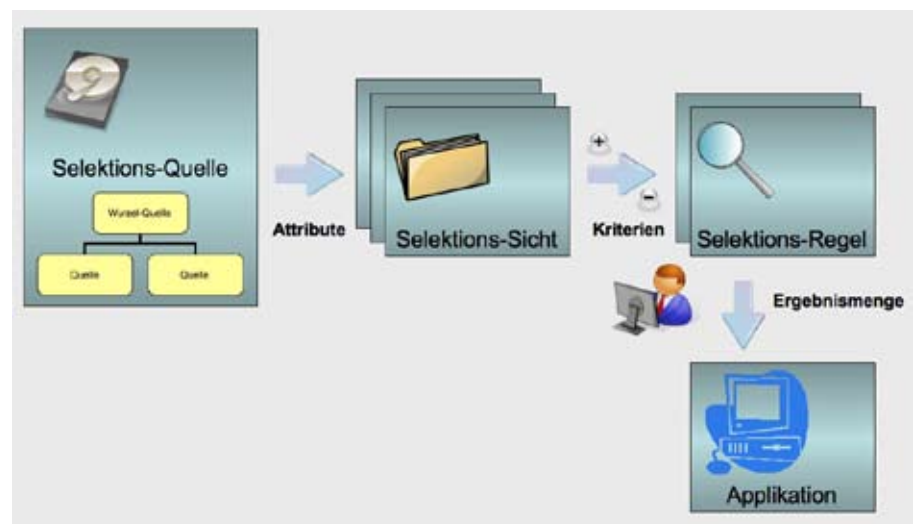 Selektions-Quelle
Wurzel-Quelle
Quelle
Quelle
Attribute
Selektions-Sicht
Kriterien
Selektions-Regel
Ergebnismenge
Applikation